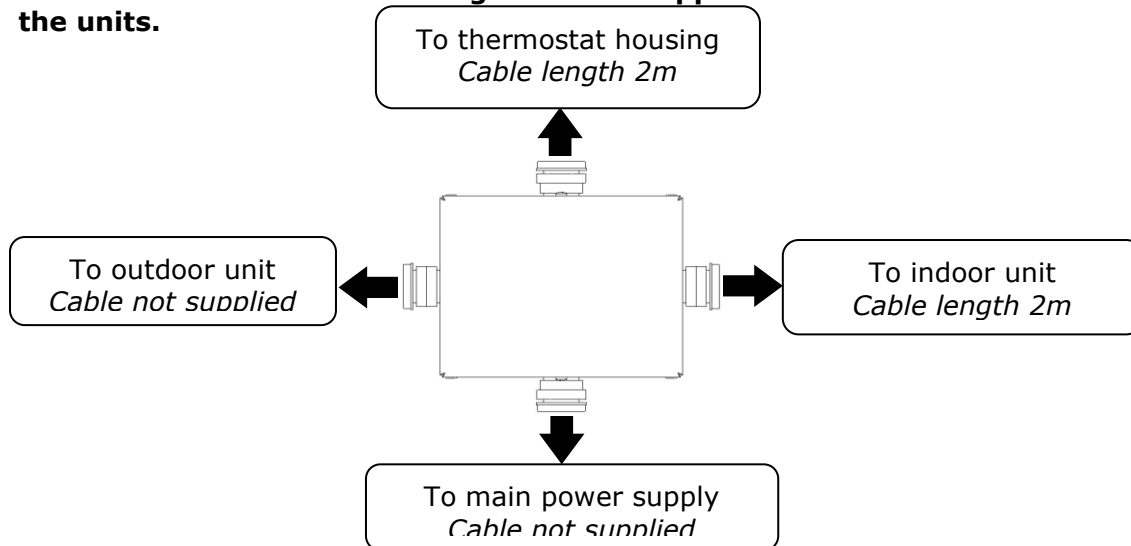 the units.
To thermostat housing
Cable length 2m
To outdoor unit
Cable not supplied
To indoor unit
Cable length 2m
To main power supply
Cable not supplied